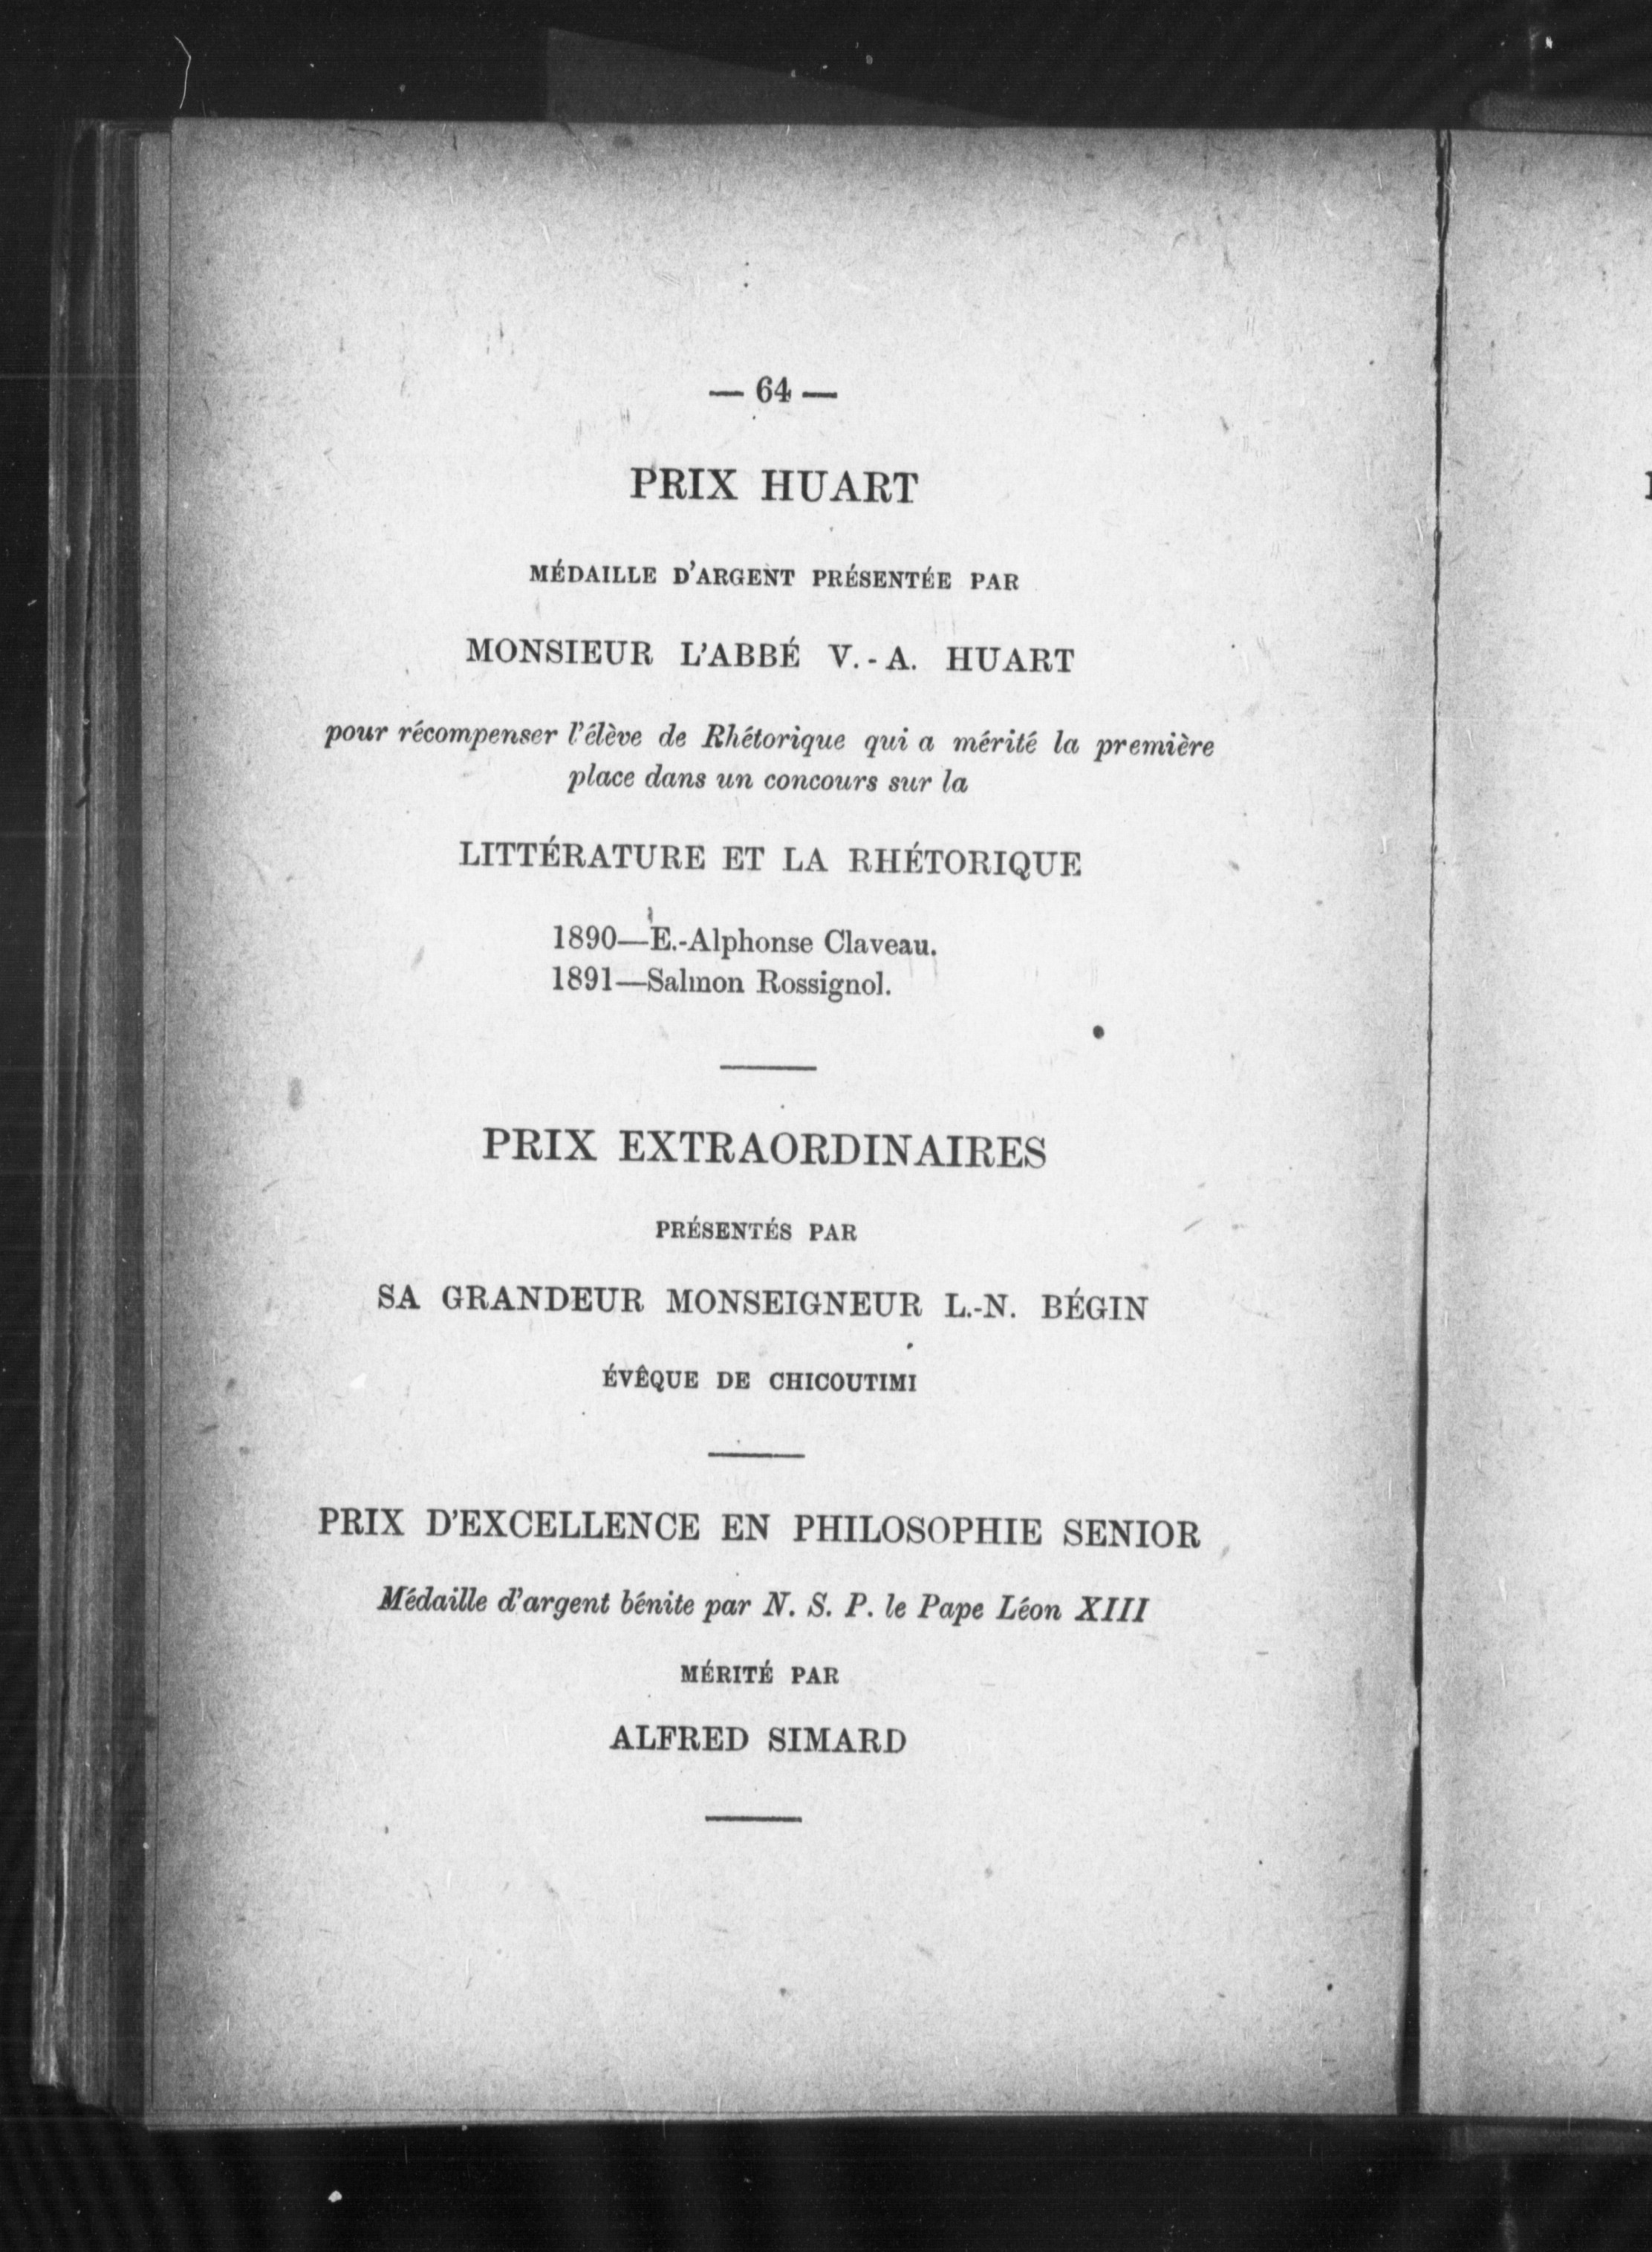 — 64 —
PRIX HUART
MÉDAILLE D'ARGENT PRÉSENTÉE PAR
MONSIEUR L'ABBÉ V.-A. HUART
pour récompenser l'élève de Rhétorique qui a mérité la première
place dans un concours sur la
LITTÉRATURE ET LA RHÉTORIQUE
1890—E.-Alphonse Claveau.
1891—Salmon Rossignol.
PRIX EXTRAORDINAIRES
PRÉSENTÉS PAR
SA GRANDEUR MONSEIGNEUR L.-N. BÉGIN
ÉVÊQUE DE CHICOUTIMI
PRIX D'EXCELLENCE EN PHILOSOPHIE SENIOR
Médaille d'argent bénite par N. S. P. le Pape Léon XIII
MÉRITÉ PAR
ALFRED SIMARD